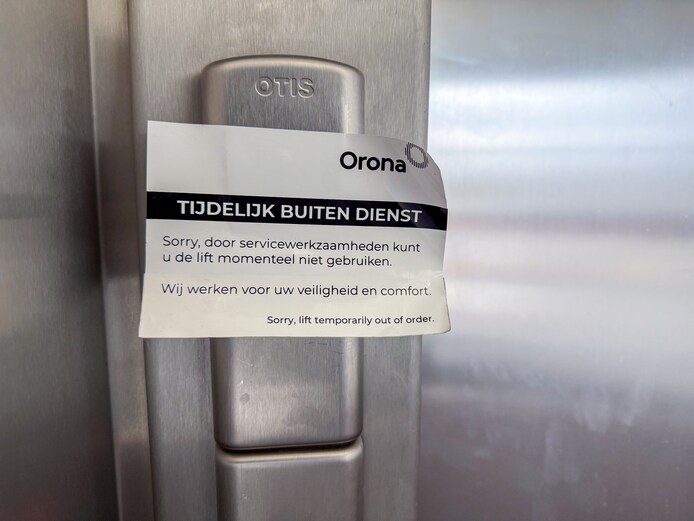 OTIS
Orona
TIJDELIJK BUITEN DIENST
Sorry, door servicewerkzaamheden kunt
u de lift momenteel niet gebruiken.
Wij werken voor uw veiligheid en comfort.
Sorry, lift temporarily out of order.